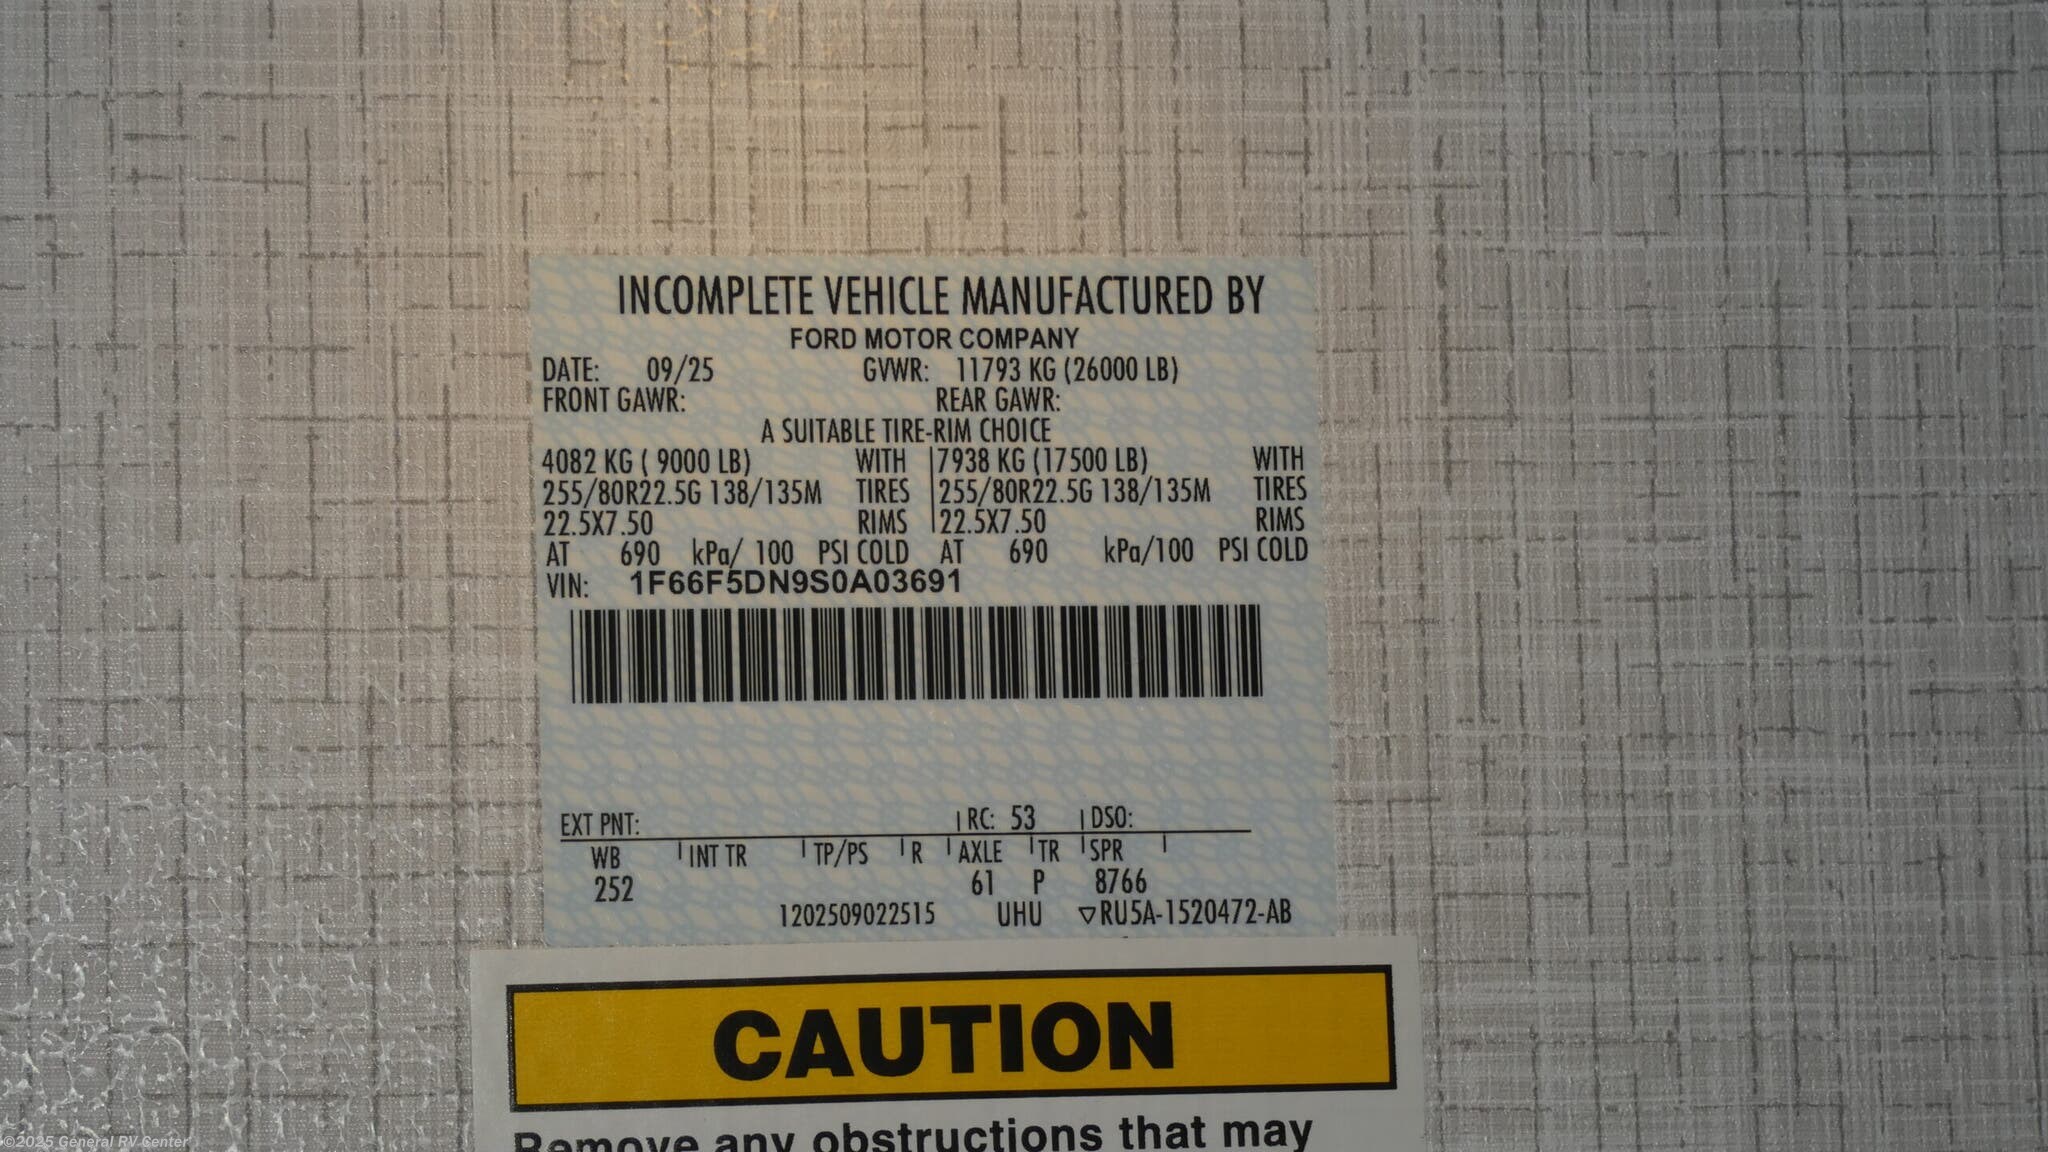 INCOMPLETE VEHICLE MANUFACTURED BY
FORD MOTOR COMPANY
DATE: 09/25 GVWR: 11793 KG (26000 LB)
FRONT GAWR: REAR GAWR:
A SUITABLE TIRE-RIM CHOICE
4082 KG ( 9000 LB) WITH 7938 KG (17500 LB) WITH
255/80R22.5G 138/135M TIRES 255/80R22.5G 138/135M TIRES
22.5X7.50 RIMS 22.5X7.50 RIMS
AT 690 kPa/ 100 PSI COLD AT 690 kPa/100 PSI COLD
VIN: 1F66F5DN9S0A03691
EXT PNT: RC: 53 DSO:
WB INT TR TP/PS R AXLE TR SPR
252 61 P 8766
1202509022515 UHU ▽RU5A-1520472-AB
CAUTION
Remove any obstructions that may
©2025 General RV Center